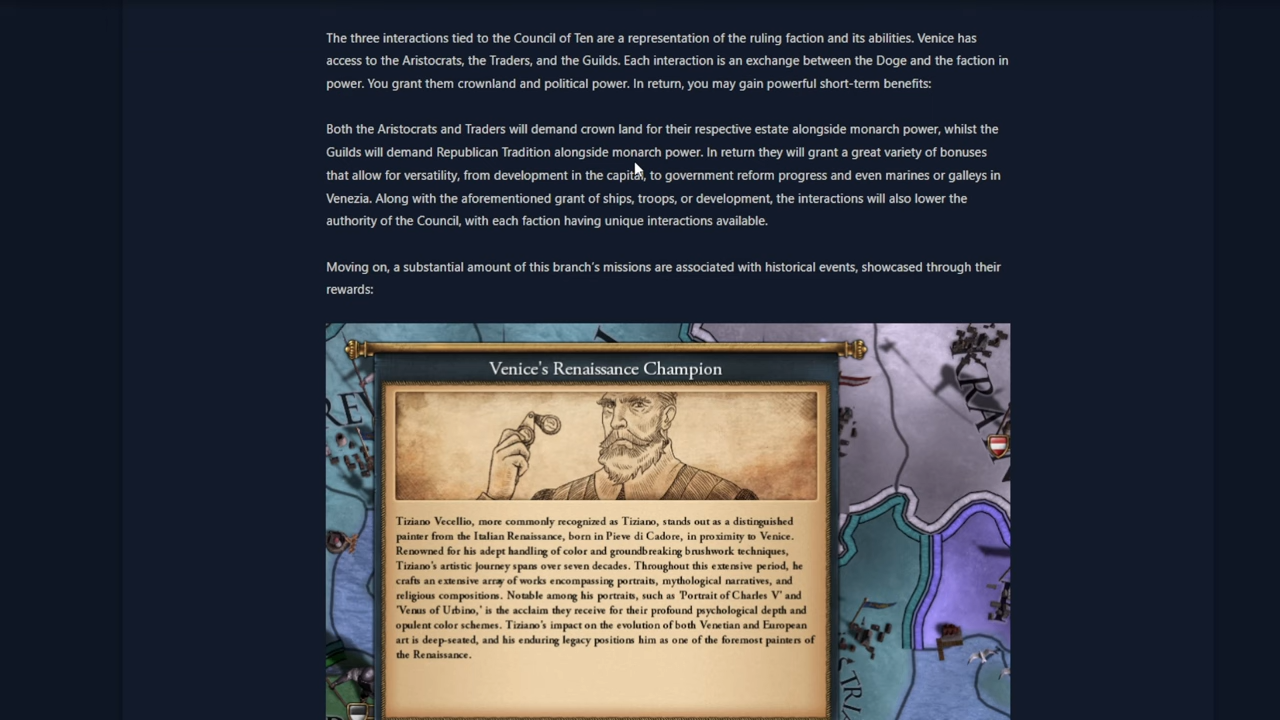 The three interactions tied to the Council of Ten are a representation of the ruling faction and its abilities. Venice has
access to the Aristocrats, the Traders, and the Guilds. Each interaction is an exchange between the Doge and the faction in
power. You grant them crownland and political power. In return, you may gain powerful short-term benefits:
Both the Aristocrats and Traders will demand crown land for their respective estate alongside monarch power, whilst the
Guilds will demand Republican Tradition alongside monarch power. In return they will grant a great variety of bonuses
that allow for versatility, from development in the capital, to government reform progress and even marines or galleys in
Venezia. Along with the aforementioned grant of ships, troops, or development, the interactions will also lower the
authority of the Council, with each faction having unique interactions available.
Moving on, a substantial amount of this branch's missions are associated with historical events, showcased through their
rewards:
Venice's Renaissance Champion
Tiziano Vecellio, more commonly recognized as Tiziano, stands out as a distinguished
painter from the Italian Renaissance, born in Pieve di Cadore, in proximity to Venice.
Renowned for his adept handling of color and groundbreaking brushwork techniques,
Tiziano's artistic journey spans over seven decades. Throughout this extensive period, he
crafts an extensive array of works encompassing portraits, mythological narratives, and
religious compositions. Notable among his portraits, such as 'Portrait of Charles V' and
'Venus of Urbino,' is the acclaim they receive for their profound psychological depth and
opulent color schemes. Tiziano's impact on the evolution of both Venetian and European
art is deep-seated, and his enduring legacy positions him as one of the foremost painters of
the Renaissance.